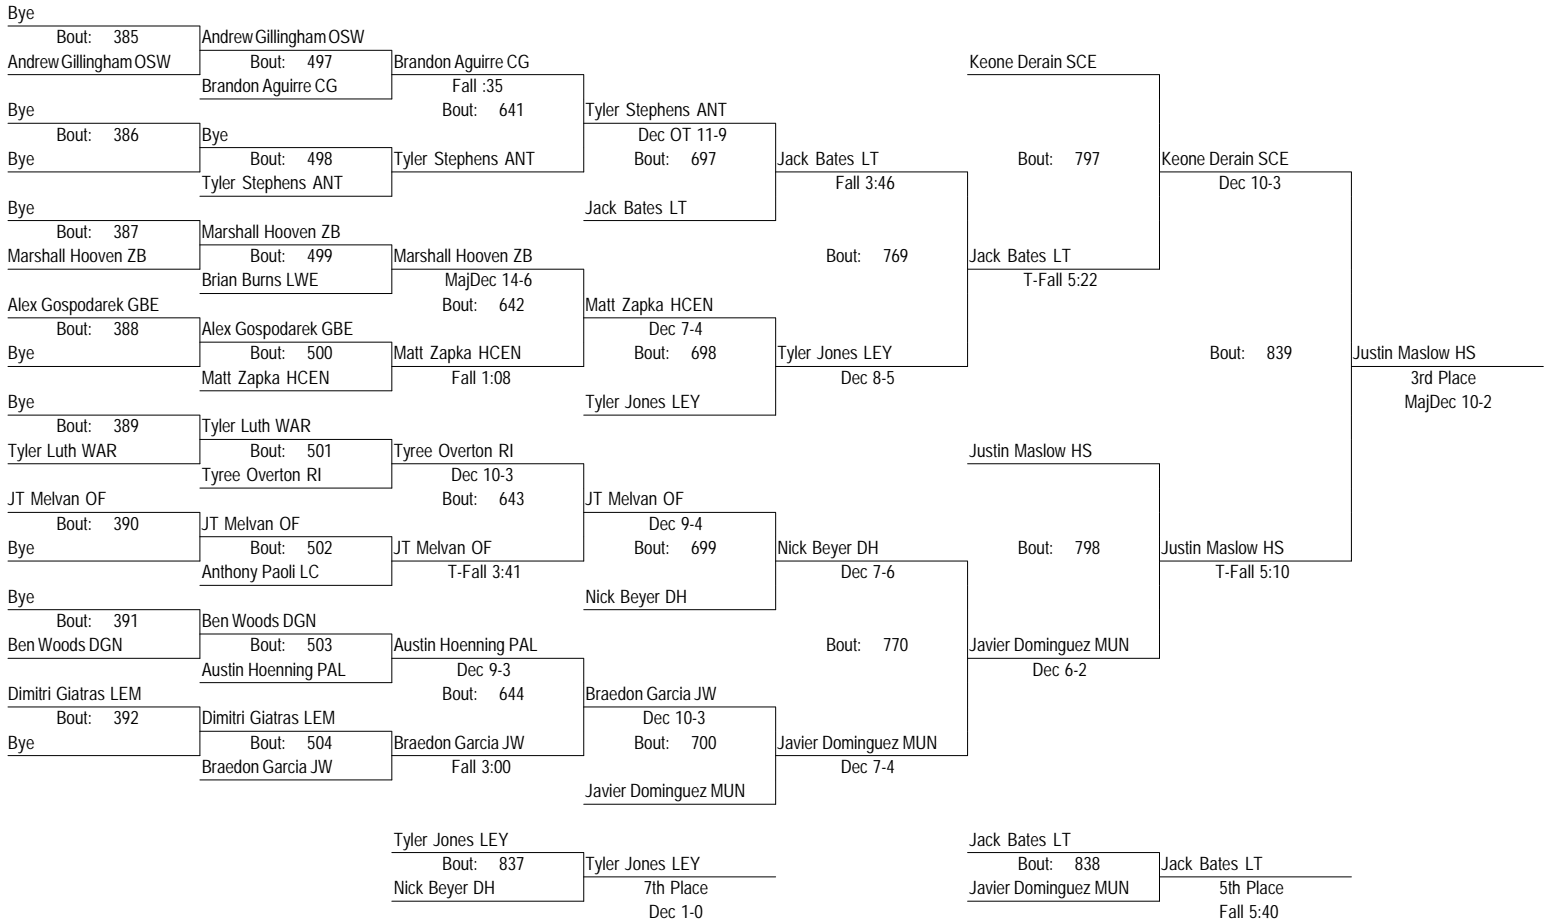 Bye
Bout: 385
Andrew Gillingham OSW
Bye
Bout: 386
Bye
Bye
Bout: 387
Marshall Hooven ZB
Alex Gospodarek GBE
Bout: 388
Bye
Bye
Bout: 389
Tyler Luth WAR
JT Melvan OF
Bout: 390
Bye
Bye
Bout: 391
Ben Woods DGN
Dimitri Giatras LEM
Bout: 392
Bye
Andrew Gillingham OSW
Bout: 497
Brandon Aguirre CG
Bye
Bout: 498
Tyler Stephens ANT
Marshall Hooven ZB
Bout: 499
Brian Burns LWE
Alex Gospodarek GBE
Bout: 500
Matt Zapka HCEN
Tyler Luth WAR
Bout: 501
Tyree Overton RI
JT Melvan OF
Bout: 502
Anthony Paoli LC
Ben Woods DGN
Bout: 503
Austin Hoenning PAL
Dimitri Giatras LEM
Bout: 504
Braedon Garcia JW
Brandon Aguirre CG
Fall :35
Bout: 641
Tyler Stephens ANT
Marshall Hooven ZB
MajDec 14-6
Bout: 642
Matt Zapka HCEN
Fall 1:08
Tyree Overton RI
Dec 10-3
Bout: 643
JT Melvan OF
T-Fall 3:41
Austin Hoenning PAL
Dec 9-3
Bout: 644
Braedon Garcia JW
Fall 3:00
Tyler Stephens ANT
Dec OT 11-9
Bout: 697
Jack Bates LT
Matt Zapka HCEN
Dec 7-4
Bout: 698
Tyler Jones LEY
JT Melvan OF
Dec 9-4
Bout: 699
Nick Beyer DH
Braedon Garcia JW
Dec 10-3
Bout: 700
Javier Dominguez MUN
Jack Bates LT
Fall 3:46
Bout: 769
Tyler Jones LEY
Dec 8-5
Nick Beyer DH
Dec 7-6
Bout: 770
Javier Dominguez MUN
Dec 7-4
Keone Derain SCE
Bout: 797
Jack Bates LT
T-Fall 5:22
Justin Maslow HS
Bout: 798
Javier Dominguez MUN
Dec 6-2
Keone Derain SCE
Dec 10-3
Bout: 839
Justin Maslow HS
T-Fall 5:10
Justin Maslow HS
3rd Place
MajDec 10-2
Tyler Jones LEY
Bout: 837
Nick Beyer DH
Tyler Jones LEY
7th Place
Dec 1-0
Jack Bates LT
Bout: 838
Javier Dominguez MUN
Jack Bates LT
5th Place
Fall 5:40